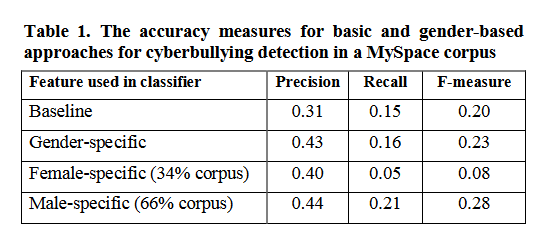 Table 1. The accuracy measures for basic and gender-based
approaches for cyberbullying detection in a MySpace corpus
Feature used in classifier Precision Recall F-measure
Baseline 0.31 0.15 0.20
Gender-specific 0.43 0.16 0.23
Female-specific (34% corpus) 0.40 0.05 0.08
Male-specific (66% corpus) 0.44 0.21 0.28